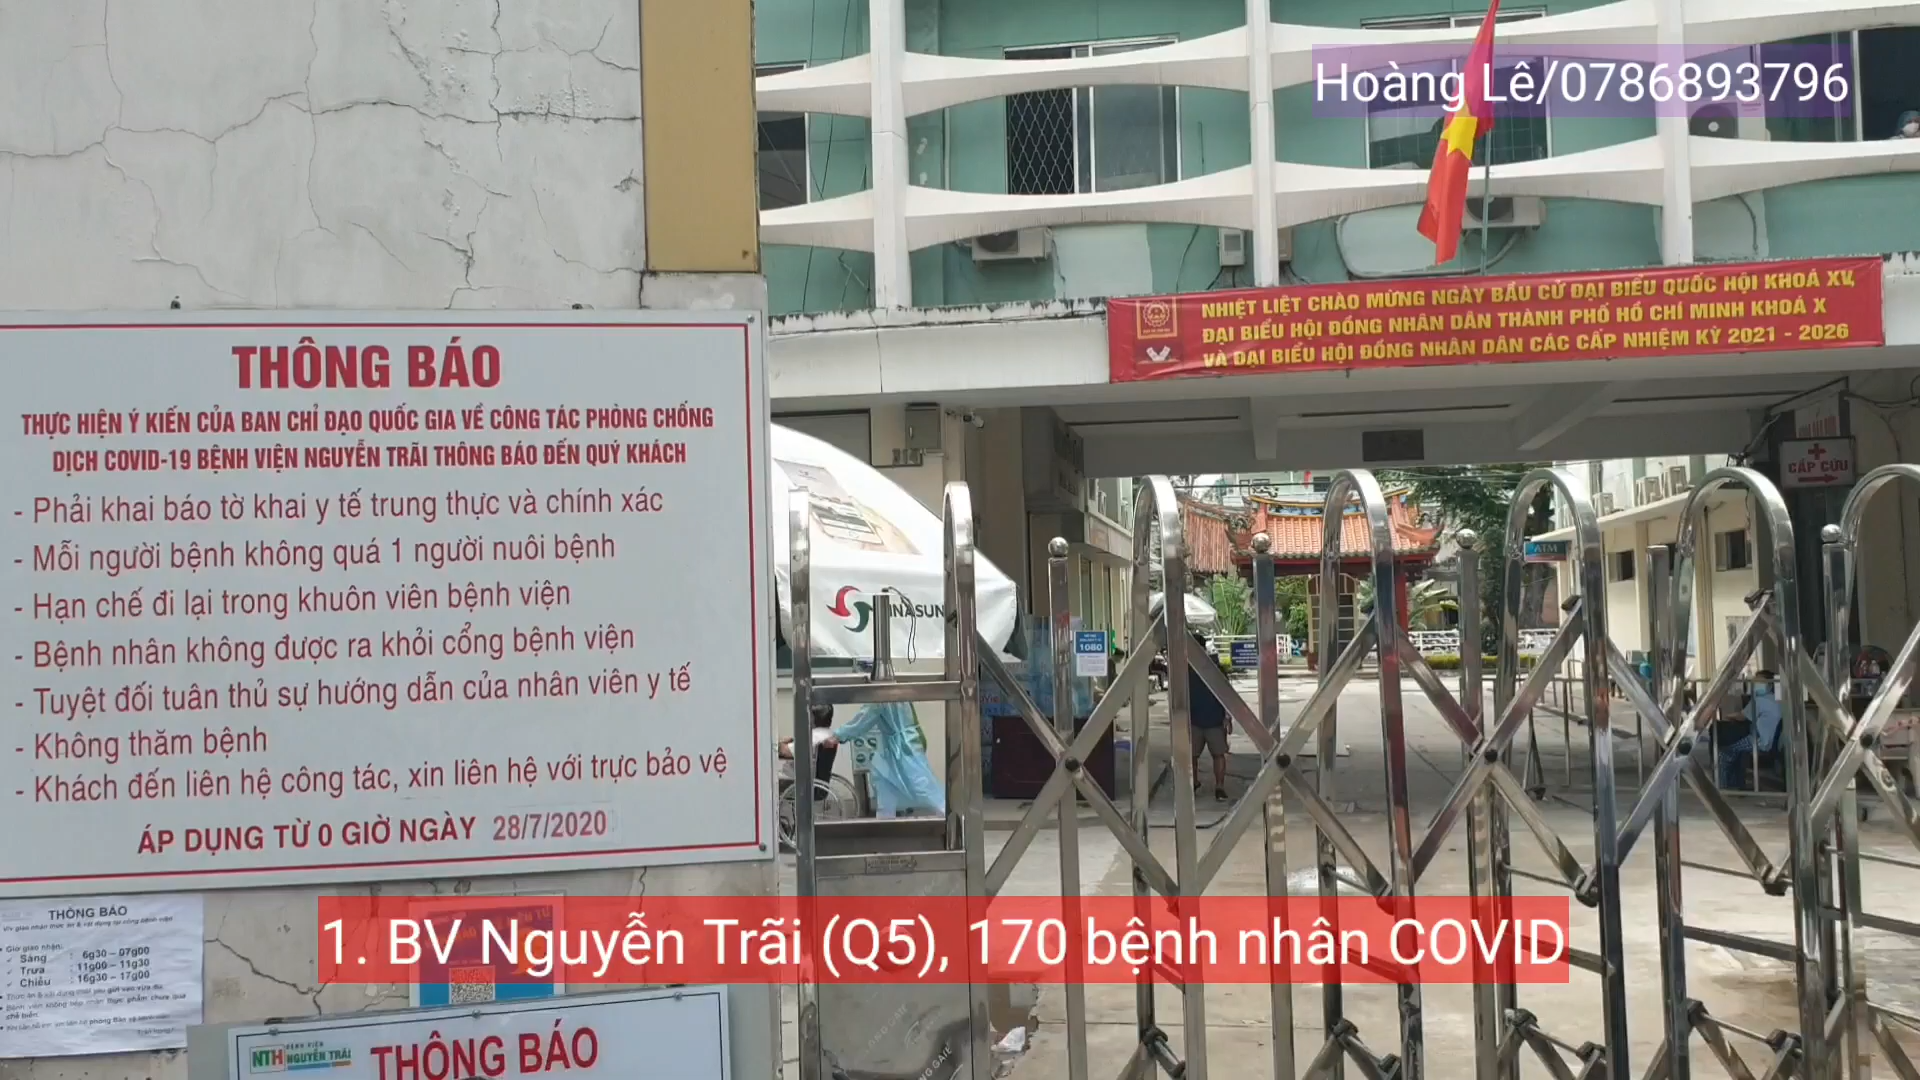 Hoàng Lê/0786893796
NHIỆT LIỆT CHÀO MỪNG NGÀY BẦU CỬ ĐẠI BIỂU QUỐC HỘI KHOÁ XV,
ĐẠI BIỂU HỘI ĐỒNG NHÂN DÂN THÀNH PHỐ HỒ CHÍ MINH KHOÁ X
VÀ ĐẠI BIỂU HỘI ĐỒNG NHÂN DÂN CÁC CẤP NHIỆM KỲ 2021 - 2026
THÔNG BÁO
THỰC HIỆN Ý KIẾN CỦA BAN CHỈ ĐẠO QUỐC GIA VỀ CÔNG TÁC PHÒNG CHỐNG
DỊCH COVID-19 BỆNH VIỆN NGUYỄN TRÃI THÔNG BÁO ĐẾN QUÝ KHÁCH
- Phải khai báo tờ khai y tế trung thực và chính xác
- Mỗi người bệnh không quá 1 người nuôi bệnh
- Hạn chế đi lại trong khuôn viên bệnh viện
- Bệnh nhân không được ra khỏi cổng bệnh viện
- Tuyệt đối tuân thủ sự hướng dẫn của nhân viên y tế
- Không thăm bệnh
- Khách đến liên hệ công tác, xin liên hệ với trực bảo vệ
ÁP DỤNG TỪ 0 GIỜ NGÀY 28/7/2020
CẤP CỨU
ATM
INASUN
1080
1. BV Nguyễn Trãi (Q5), 170 bệnh nhân COVID
THÔNG BÁO
Giờ giao nhận:
✓ Sáng : 6g30 – 07g00
✓ Trưa : 11g00 – 11g30
✓ Chiều : 16g30 – 17g00
NTH BỆNH VIỆN
NGUYỄN TRÃI
THÔNG BÁO